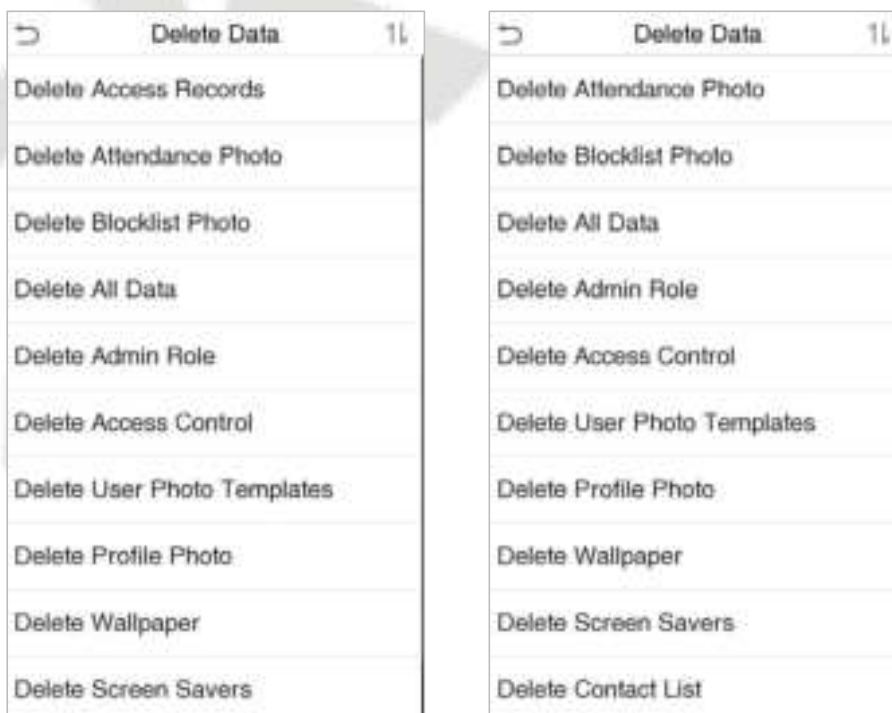 Delete Data
Delete Access Records
Delete Attendance Photo
Delete Blocklist Photo
Delete All Data
Delete Admin Role
Delete Access Control
Delete User Photo Templates
Delete Profile Photo
Delete Wallpaper
Delete Screen Savers
Delete Data
Delete Attendance Photo
Delete Blocklist Photo
Delete All Data
Delete Admin Role
Delete Access Control
Delete User Photo Templates
Delete Profile Photo
Delete Wallpaper
Delete Screen Savers
Delete Contact List